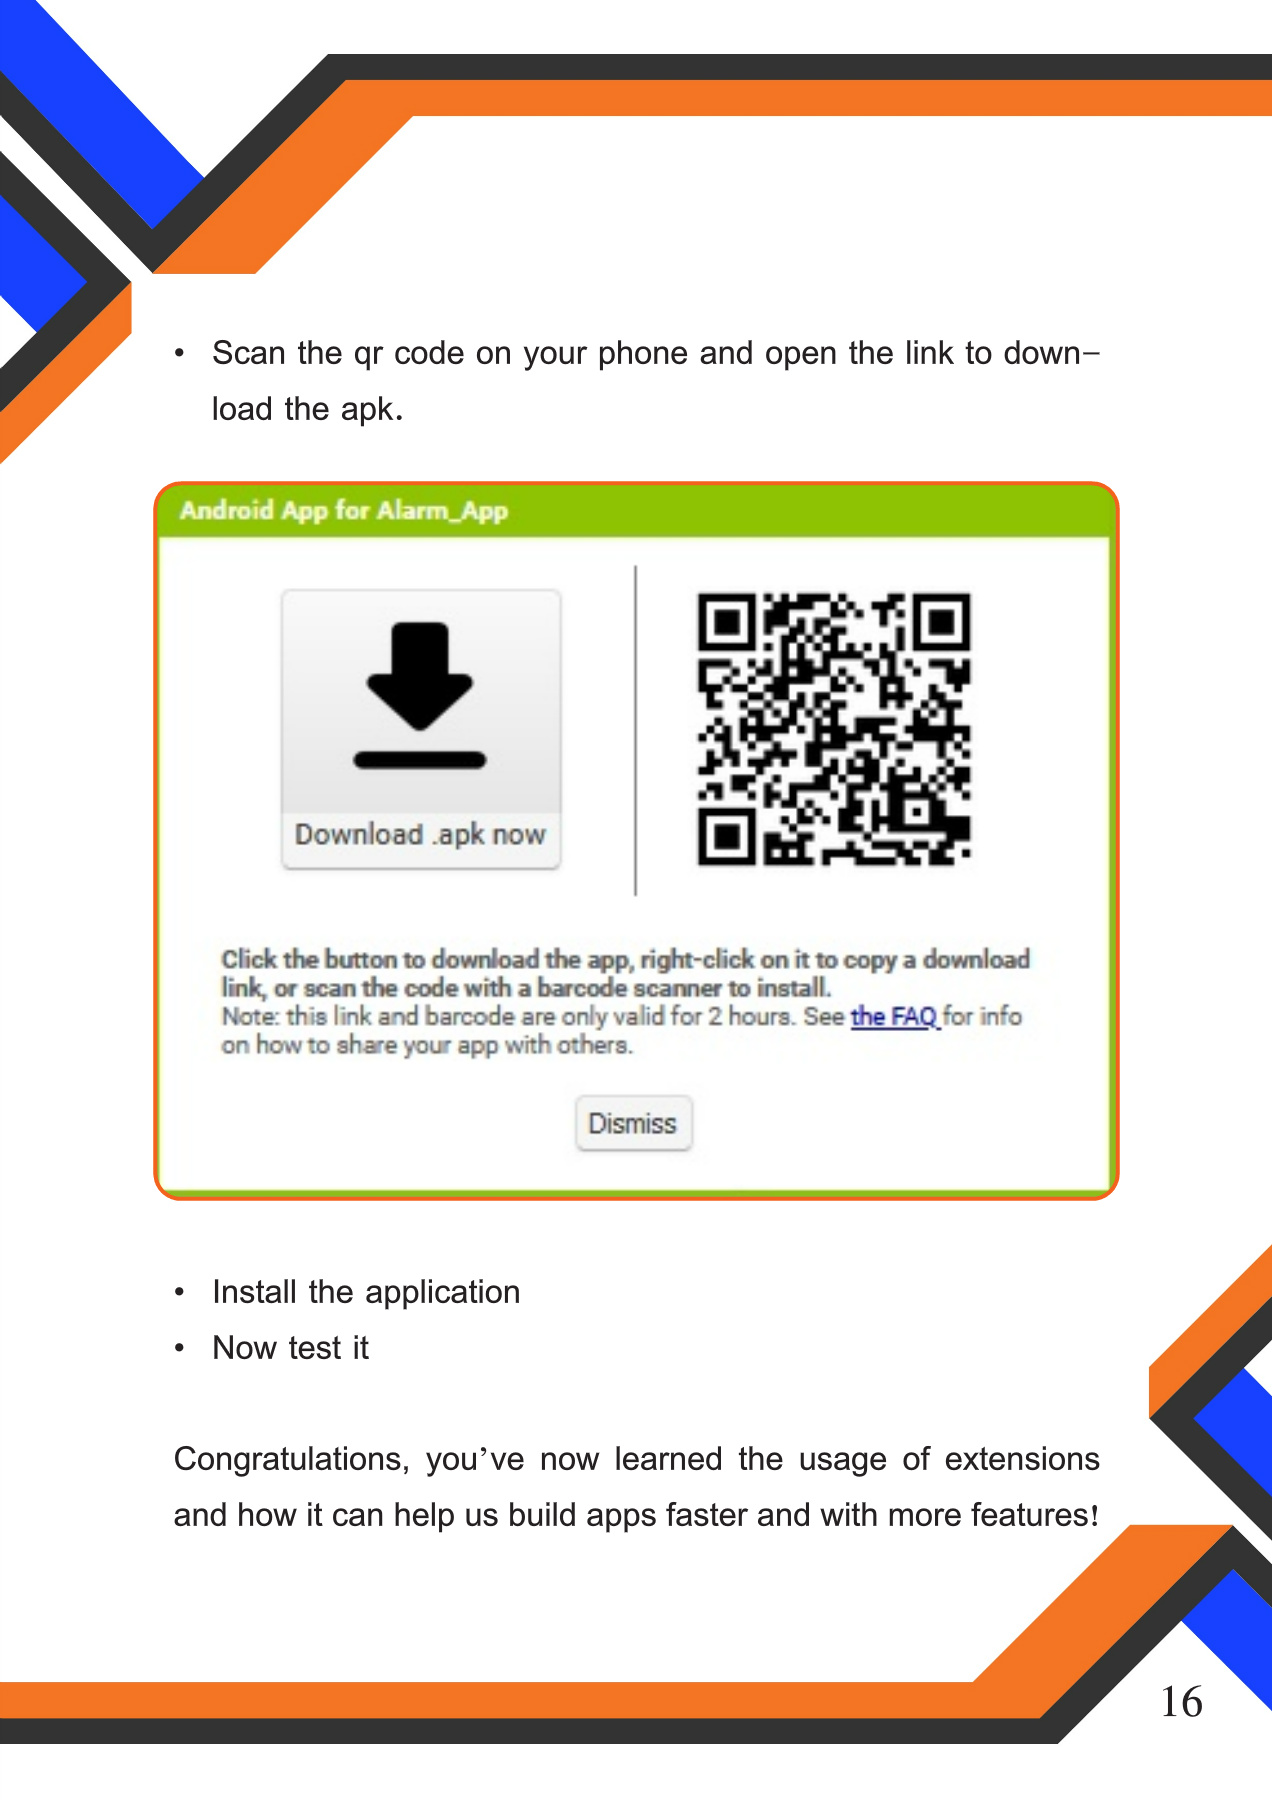 • Scan the qr code on your phone and open the link to down-
load the apk.
Android App for Alarm_App
Download .apk now
Click the button to download the app, right-click on it to copy a download
link, or scan the code with a barcode scanner to install.
Note: this link and barcode are only valid for 2 hours. See the FAQ for info
on how to share your app with others.
Dismiss
• Install the application
• Now test it
Congratulations, you've now learned the usage of extensions
and how it can help us build apps faster and with more features!
16